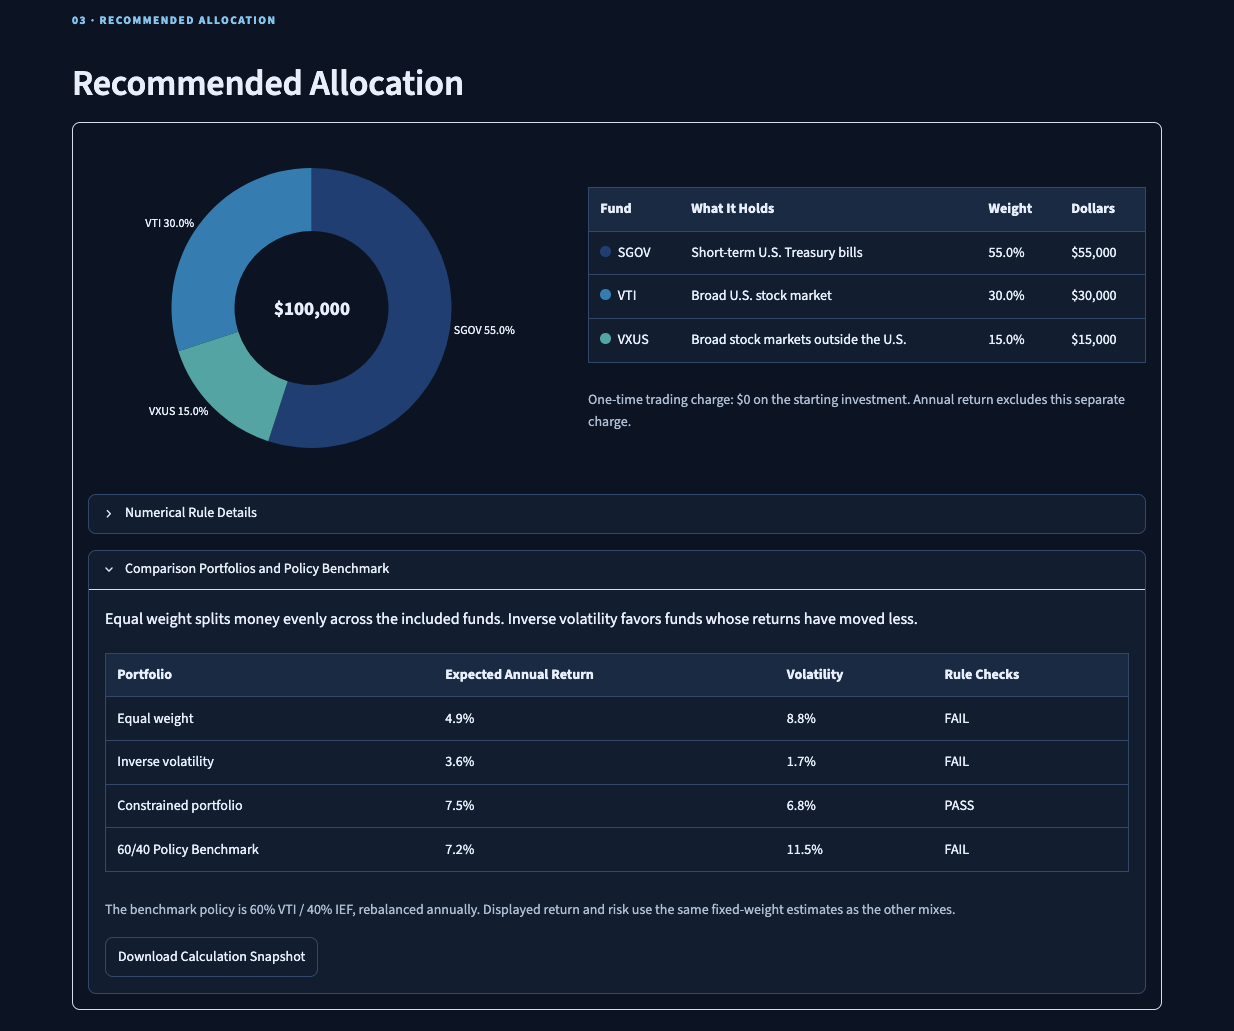 03 · RECOMMENDED ALLOCATION
Recommended Allocation
VTI 30.0%
$100,000
SGOV 55.0%
VXUS 15.0%
Fund What It Holds Weight Dollars
SGOV Short-term U.S. Treasury bills 55.0% $55,000
VTI Broad U.S. stock market 30.0% $30,000
VXUS Broad stock markets outside the U.S. 15.0% $15,000
One-time trading charge: $0 on the starting investment. Annual return excludes this separate
charge.
Numerical Rule Details
Comparison Portfolios and Policy Benchmark
Equal weight splits money evenly across the included funds. Inverse volatility favors funds whose returns have moved less.
Portfolio Expected Annual Return Volatility Rule Checks
Equal weight 4.9% 8.8% FAIL
Inverse volatility 3.6% 1.7% FAIL
Constrained portfolio 7.5% 6.8% PASS
60/40 Policy Benchmark 7.2% 11.5% FAIL
The benchmark policy is 60% VTI / 40% IEF, rebalanced annually. Displayed return and risk use the same fixed-weight estimates as the other mixes.
Download Calculation Snapshot